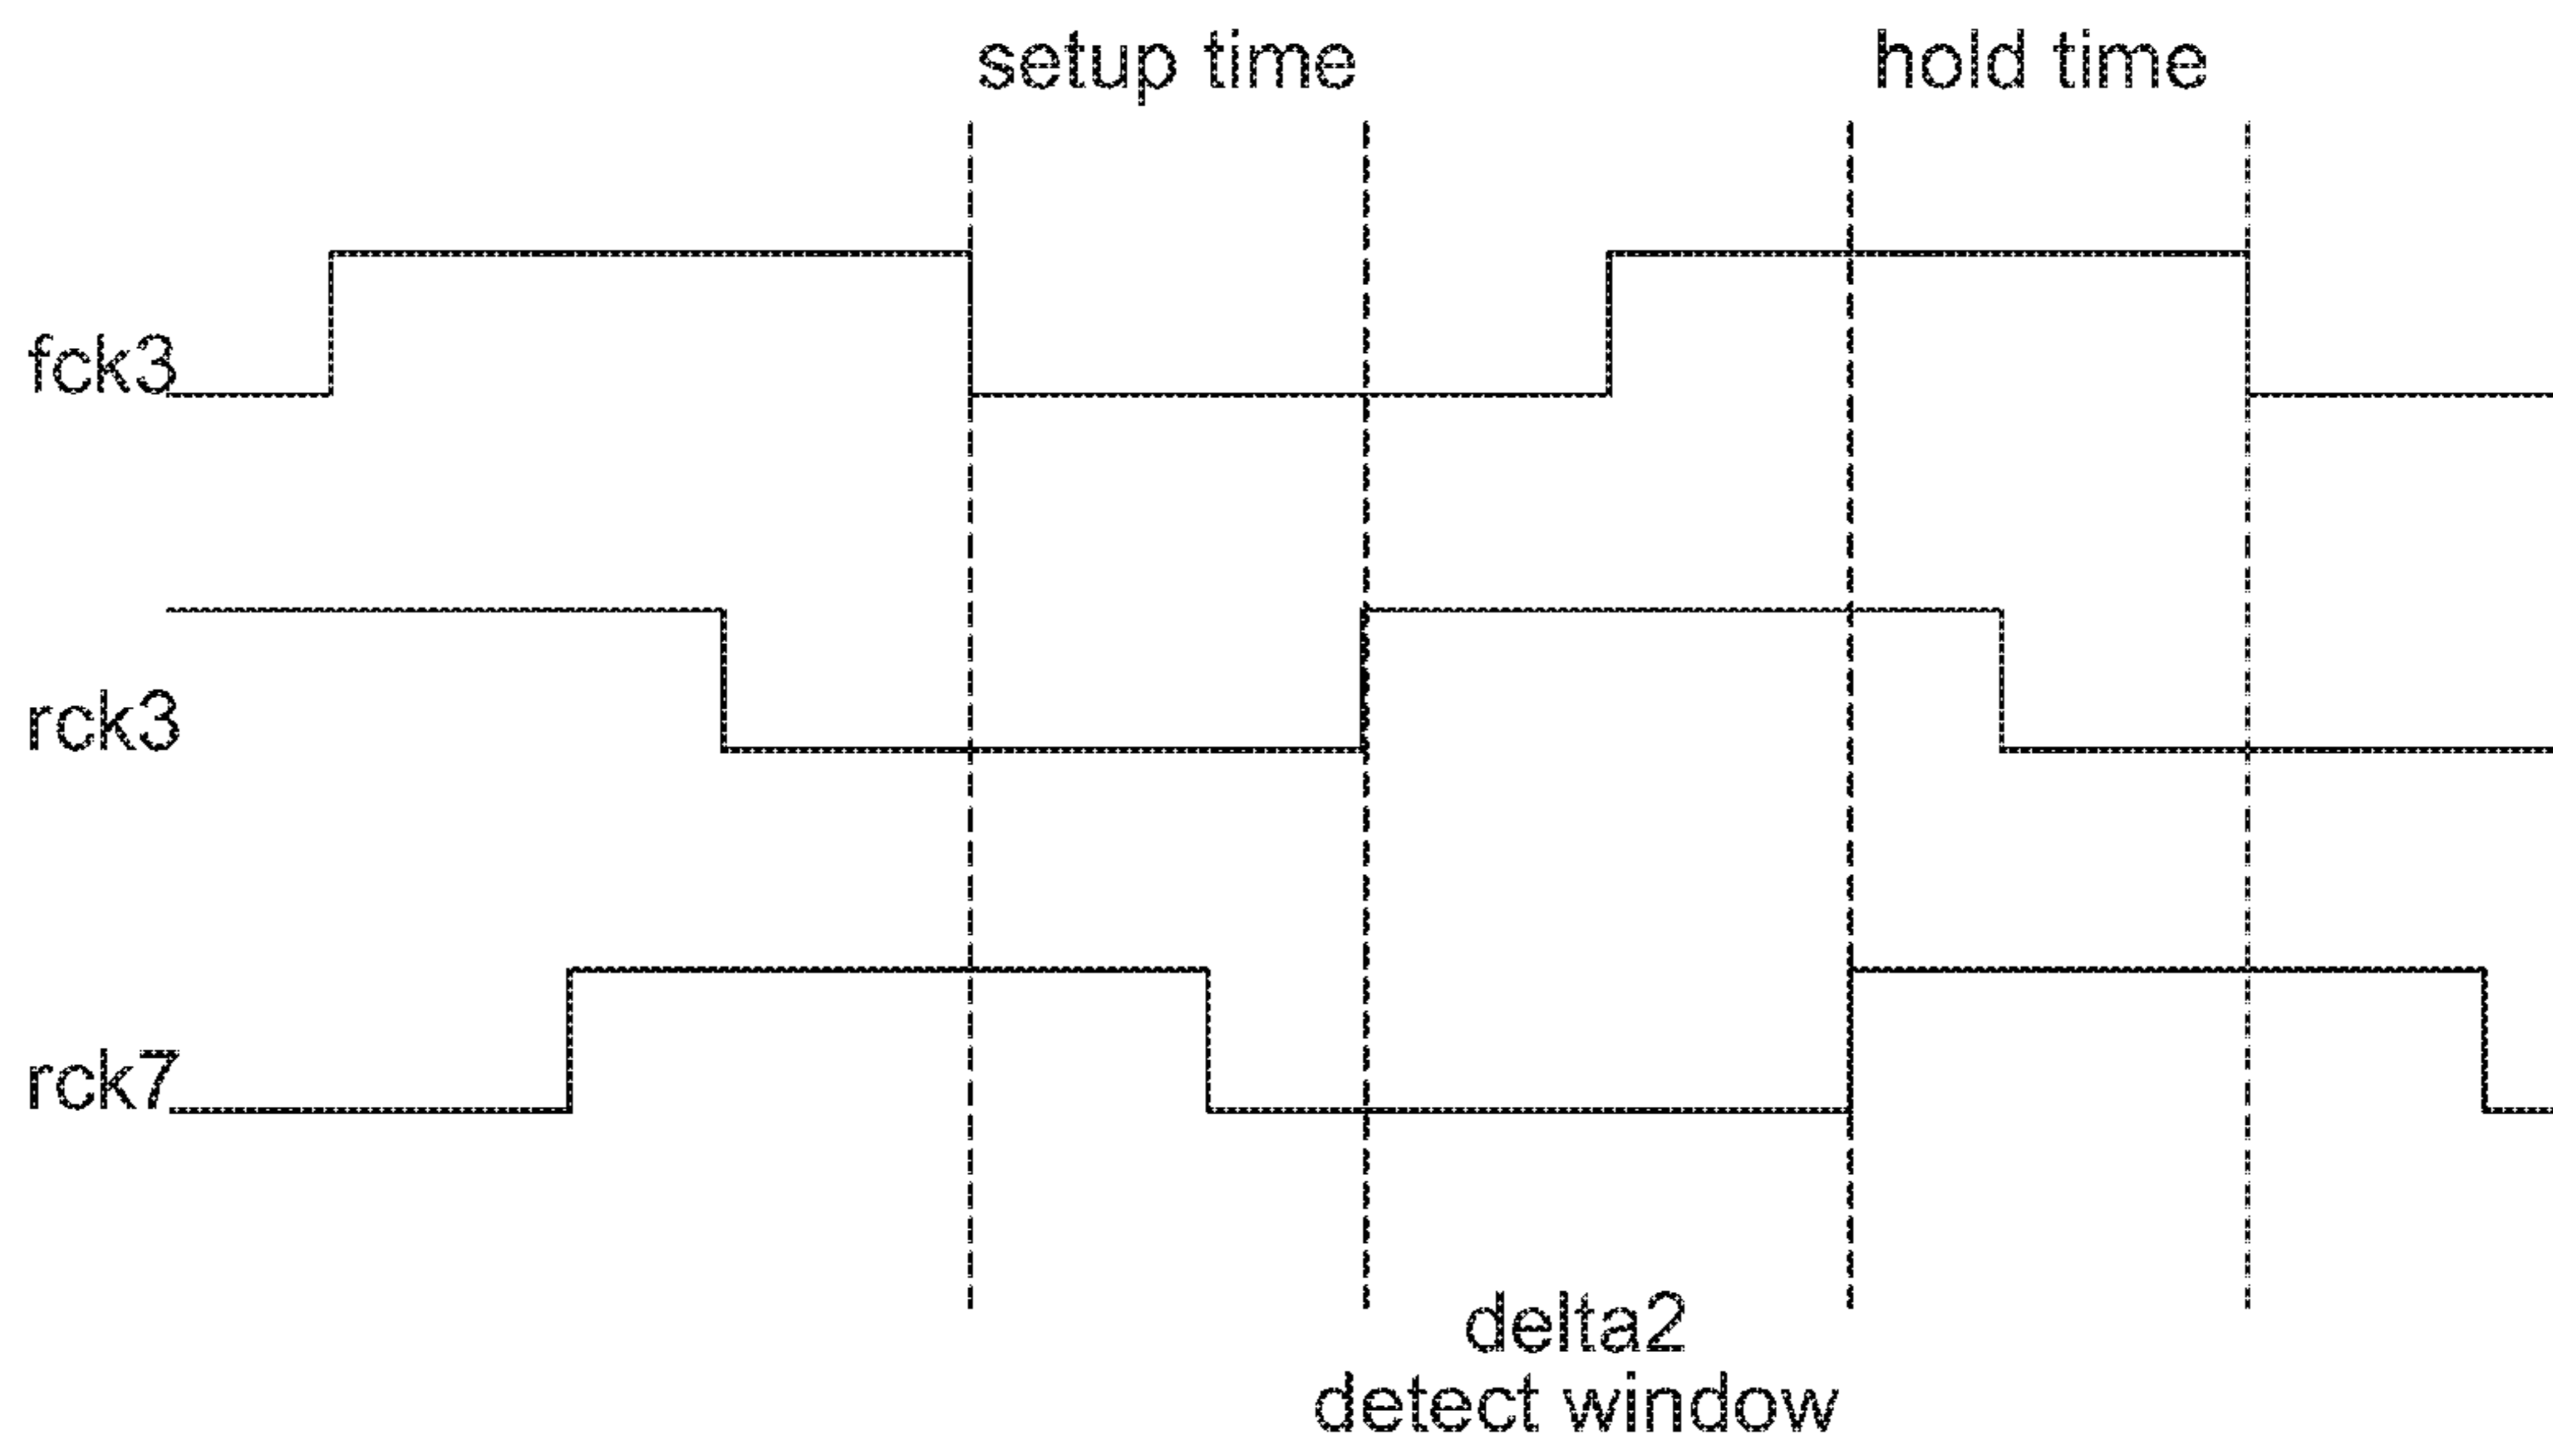 setup time
hold time
fck3
rck3
rck7
delta2
detect window